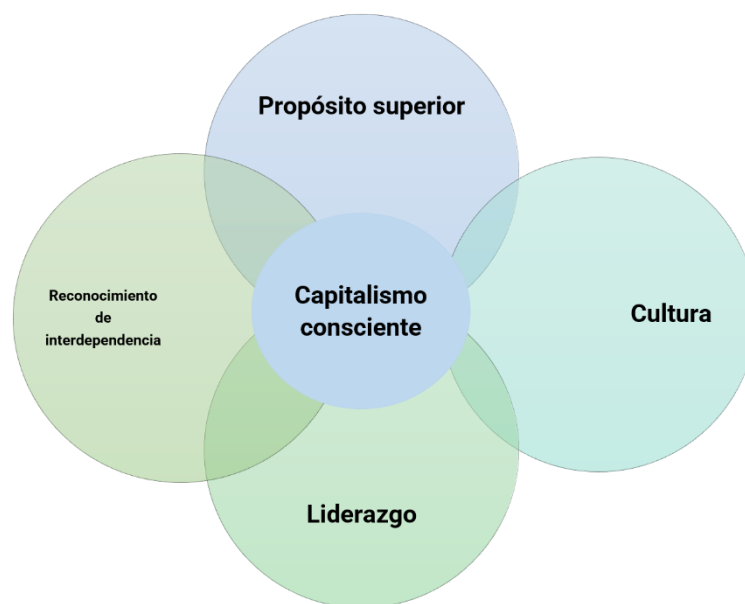 Propósito superior
Reconocimiento
de
interdependencia
Capitalismo
consciente
Cultura
Liderazgo